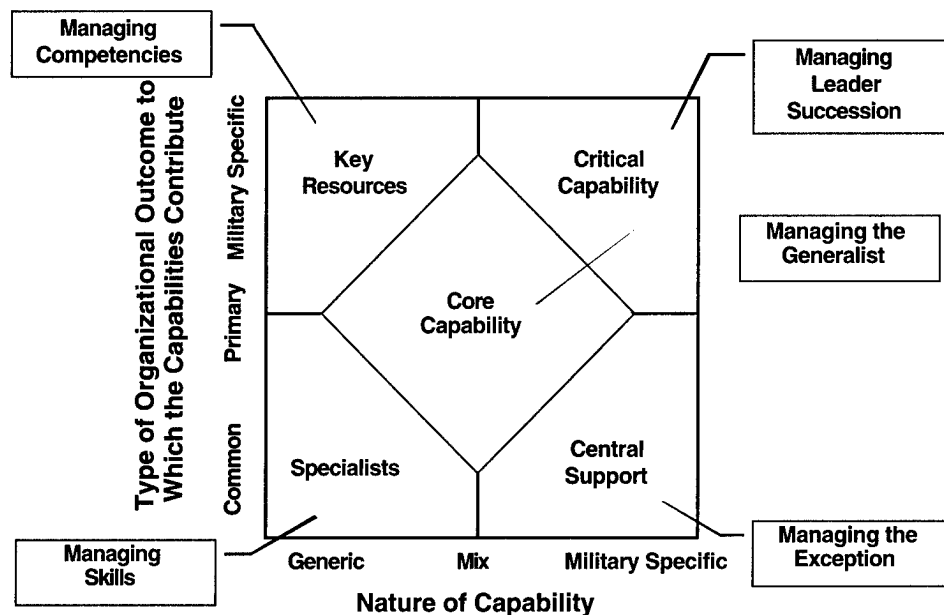 Managing
Competencies
Managing
Leader
Succession
Type of Organizational Outcome to
Which the Capabilities Contribute
Military Specific
Primary
Common
Key
Resources
Critical
Capability
Managing the
Generalist
Core
Capability
Specialists
Central
Support
Managing
Skills
Managing the
Exception
Generic
Mix
Military Specific
Nature of Capability